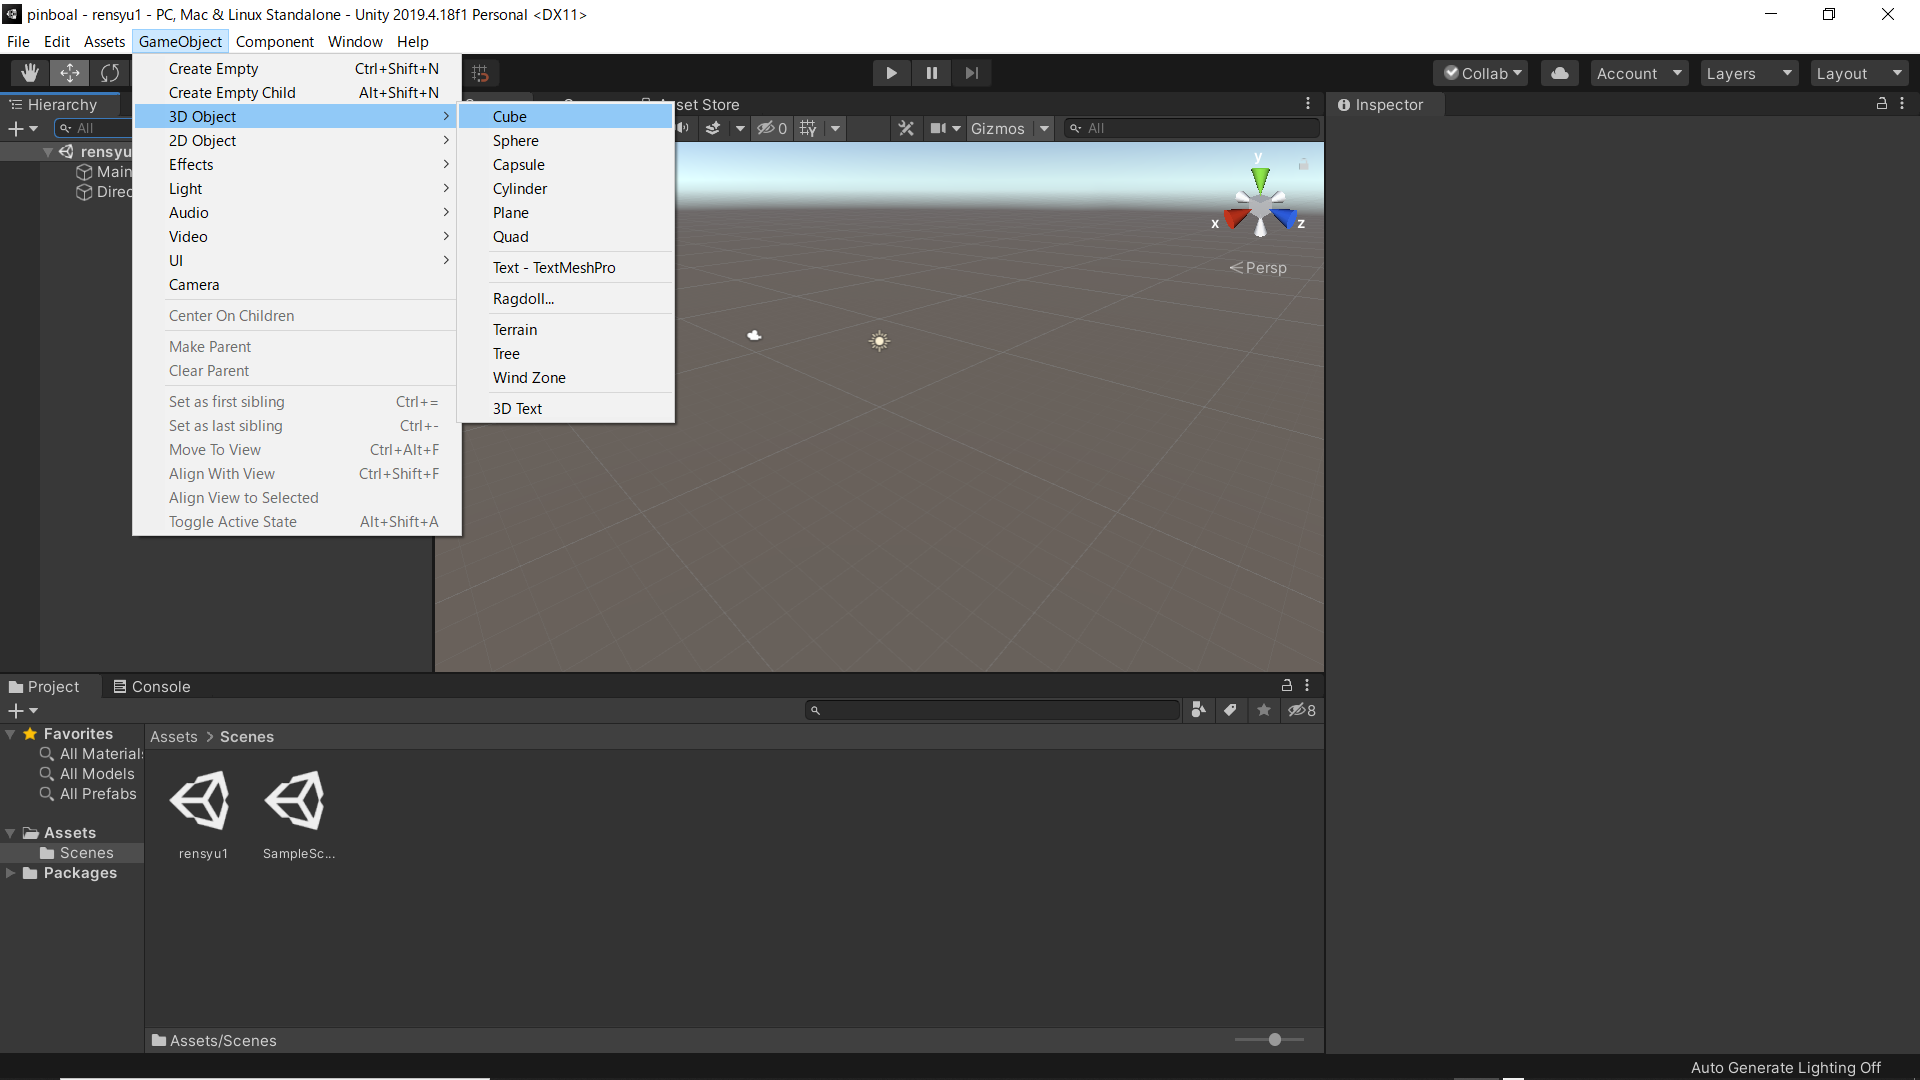 pinboal - rensyu1 - PC, Mac & Linux Standalone - Unity 2019.4.18f1 Personal <DX11>
File Edit Assets GameObject Component Window Help
Collab Account Layers Layout
Create Empty Ctrl+Shift+N
Create Empty Child Alt+Shift+N
3D Object
2D Object
Effects
Light
Audio
Video
UI
Camera
Center On Children
Make Parent
Clear Parent
Set as first sibling Ctrl+=
Set as last sibling Ctrl+-
Move To View Ctrl+Alt+F
Align With View Ctrl+Shift+F
Align View to Selected
Toggle Active State Alt+Shift+A
Cube
Sphere
Capsule
Cylinder
Plane
Quad
Text - TextMeshPro
Ragdoll...
Terrain
Tree
Wind Zone
3D Text
Hierarchy
All
rensyu
Main
Direc
sset Store
0 Gizmos All
y
x z
Persp
Inspector
Project Console
8
Favorites
All Materials
All Models
All Prefabs
Assets
Scenes
Packages
Assets > Scenes
rensyu1 SampleSc...
Assets/Scenes
Auto Generate Lighting Off